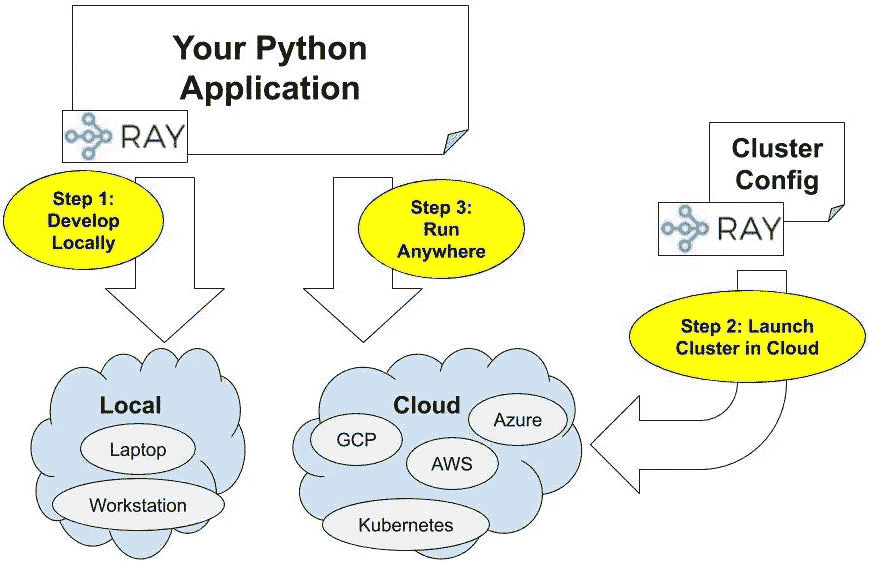 Your Python
Application
RAY
Step 1:
Develop
Locally
Step 3:
Run
Anywhere
Cluster
Config
RAY
Step 2: Launch
Cluster in Cloud
Local
Laptop
Workstation
Cloud
Azure
GCP
AWS
Kubernetes